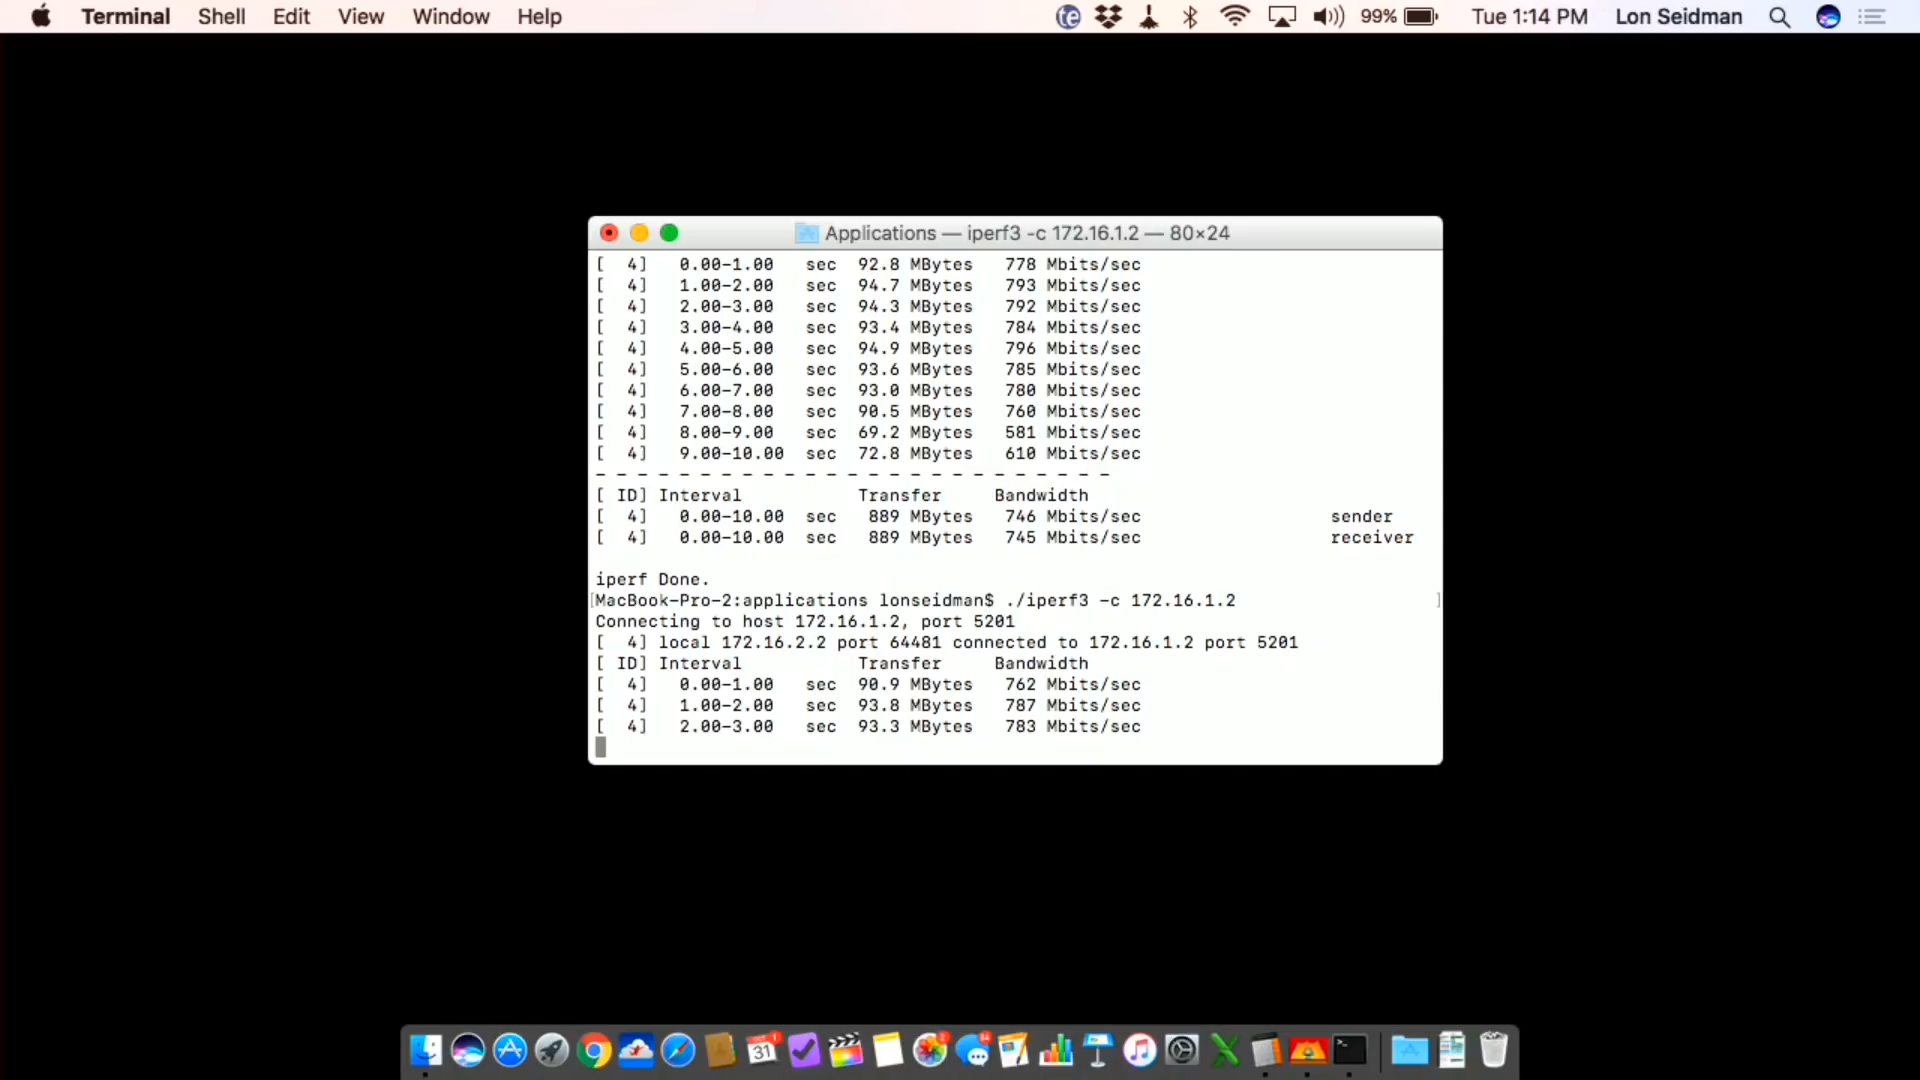 Terminal Shell Edit View Window Help te 99% Tue 1:14 PM Lon Seidman
Applications — iperf3 -c 172.16.1.2 — 80×24
[  4]   0.00-1.00   sec  92.8 MBytes   778 Mbits/sec
[  4]   1.00-2.00   sec  94.7 MBytes   793 Mbits/sec
[  4]   2.00-3.00   sec  94.3 MBytes   792 Mbits/sec
[  4]   3.00-4.00   sec  93.4 MBytes   784 Mbits/sec
[  4]   4.00-5.00   sec  94.9 MBytes   796 Mbits/sec
[  4]   5.00-6.00   sec  93.6 MBytes   785 Mbits/sec
[  4]   6.00-7.00   sec  93.0 MBytes   780 Mbits/sec
[  4]   7.00-8.00   sec  90.5 MBytes   760 Mbits/sec
[  4]   8.00-9.00   sec  69.2 MBytes   581 Mbits/sec
[  4]   9.00-10.00  sec  72.8 MBytes   610 Mbits/sec
- - - - - - - - - - - - - - - - - - - - - - - - -
[ ID] Interval           Transfer     Bandwidth
[  4]   0.00-10.00  sec   889 MBytes   746 Mbits/sec                  sender
[  4]   0.00-10.00  sec   889 MBytes   745 Mbits/sec                  receiver
iperf Done.
[MacBook-Pro-2:applications lonseidman$ ./iperf3 -c 172.16.1.2 ]
Connecting to host 172.16.1.2, port 5201
[  4] local 172.16.2.2 port 64481 connected to 172.16.1.2 port 5201
[ ID] Interval           Transfer     Bandwidth
[  4]   0.00-1.00   sec  90.9 MBytes   762 Mbits/sec
[  4]   1.00-2.00   sec  93.8 MBytes   787 Mbits/sec
[  4]   2.00-3.00   sec  93.3 MBytes   783 Mbits/sec
31